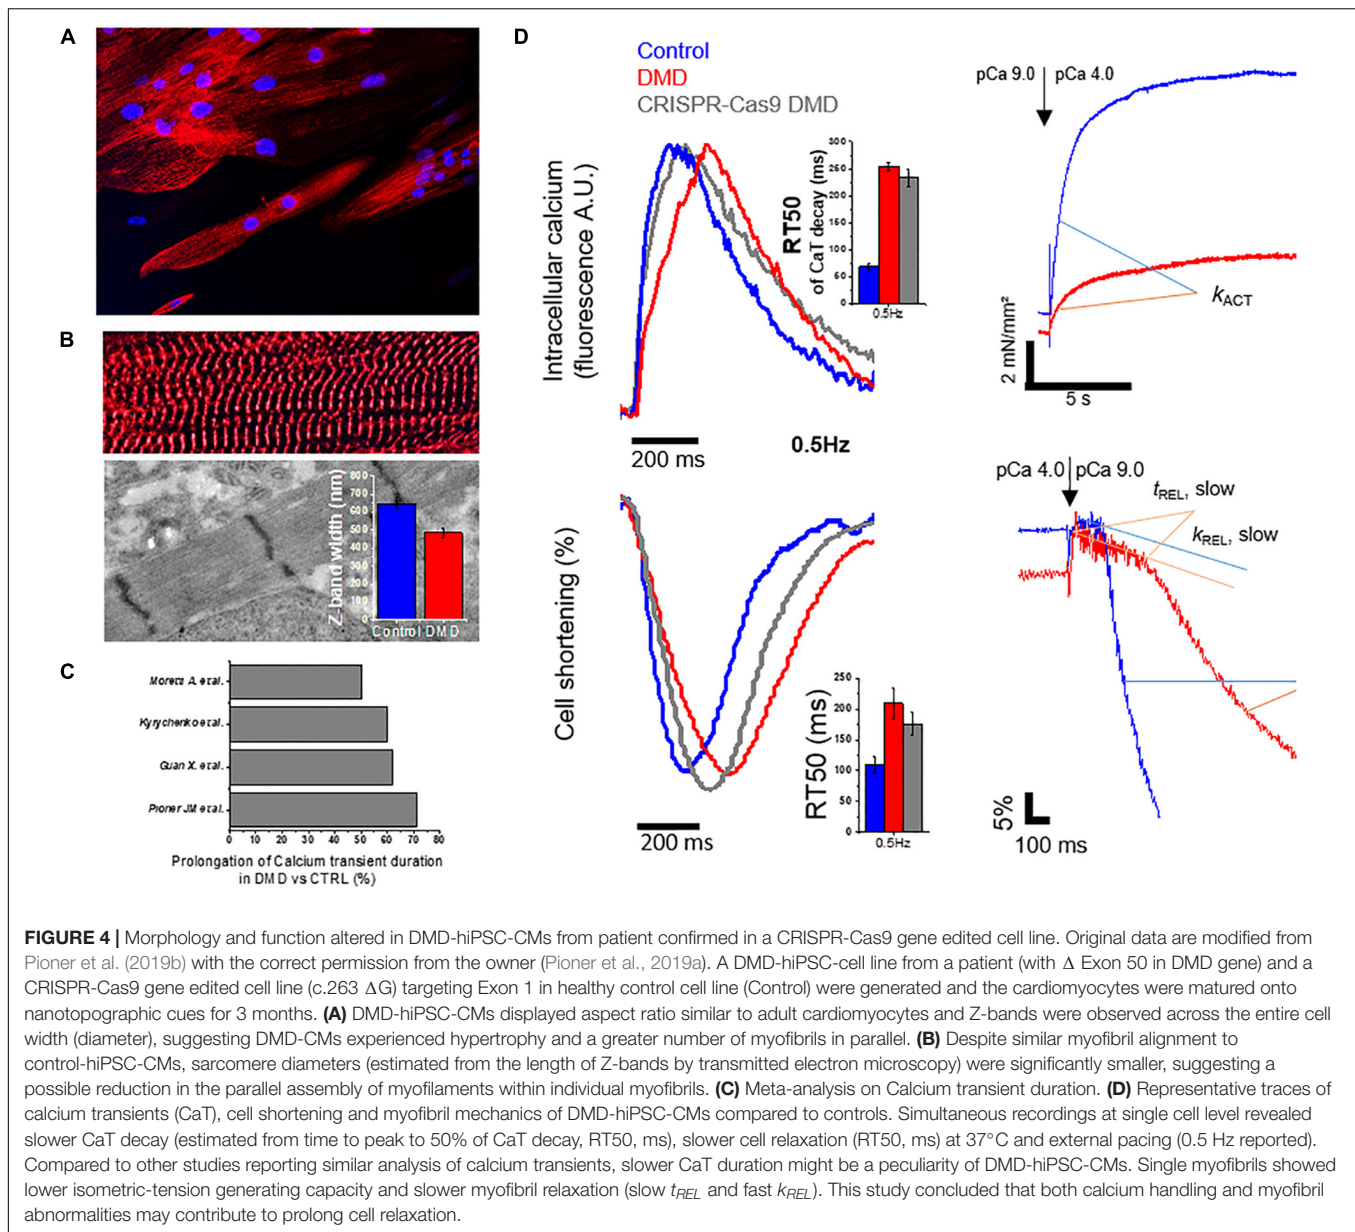 A
B
800
700
600
500
400
300
200
100
0
Z-band width (nm)
Control DMD
C
Moretti A. et al.
Kyrychenko et al.
Guan X. et al.
Pioner JM et al.
0 10 20 30 40 50 60 70 80
Prolongation of Calcium transient duration
in DMD vs CTRL (%)
D
Control
DMD
CRISPR-Cas9 DMD
Intracellular calcium
(fluorescence A.U.)
RT50
of CaT decay (ms)
300
250
200
150
100
50
0
0.5Hz
200 ms
0.5Hz
pCa 9.0 pCa 4.0
kACT
2 mN/mm²
5 s
Cell shortening (%)
RT50 (ms)
250
200
150
100
50
0
0.5Hz
200 ms
pCa 4.0 pCa 9.0
tREL, slow
kREL, slow
5%
100 ms
FIGURE 4 | Morphology and function altered in DMD-hiPSC-CMs from patient confirmed in a CRISPR-Cas9 gene edited cell line. Original data are modified from
Pioner et al. (2019b) with the correct permission from the owner (Pioner et al., 2019a). A DMD-hiPSC-cell line from a patient (with Δ Exon 50 in DMD gene) and a
CRISPR-Cas9 gene edited cell line (c.263 ΔG) targeting Exon 1 in healthy control cell line (Control) were generated and the cardiomyocytes were matured onto
nanotopographic cues for 3 months. (A) DMD-hiPSC-CMs displayed aspect ratio similar to adult cardiomyocytes and Z-bands were observed across the entire cell
width (diameter), suggesting DMD-CMs experienced hypertrophy and a greater number of myofibrils in parallel. (B) Despite similar myofibril alignment to
control-hiPSC-CMs, sarcomere diameters (estimated from the length of Z-bands by transmitted electron microscopy) were significantly smaller, suggesting a
possible reduction in the parallel assembly of myofilaments within individual myofibrils. (C) Meta-analysis on Calcium transient duration. (D) Representative traces of
calcium transients (CaT), cell shortening and myofibril mechanics of DMD-hiPSC-CMs compared to controls. Simultaneous recordings at single cell level revealed
slower CaT decay (estimated from time to peak to 50% of CaT decay, RT50, ms), slower cell relaxation (RT50, ms) at 37°C and external pacing (0.5 Hz reported).
Compared to other studies reporting similar analysis of calcium transients, slower CaT duration might be a peculiarity of DMD-hiPSC-CMs. Single myofibrils showed
lower isometric-tension generating capacity and slower myofibril relaxation (slow tREL and fast kREL). This study concluded that both calcium handling and myofibril
abnormalities may contribute to prolong cell relaxation.